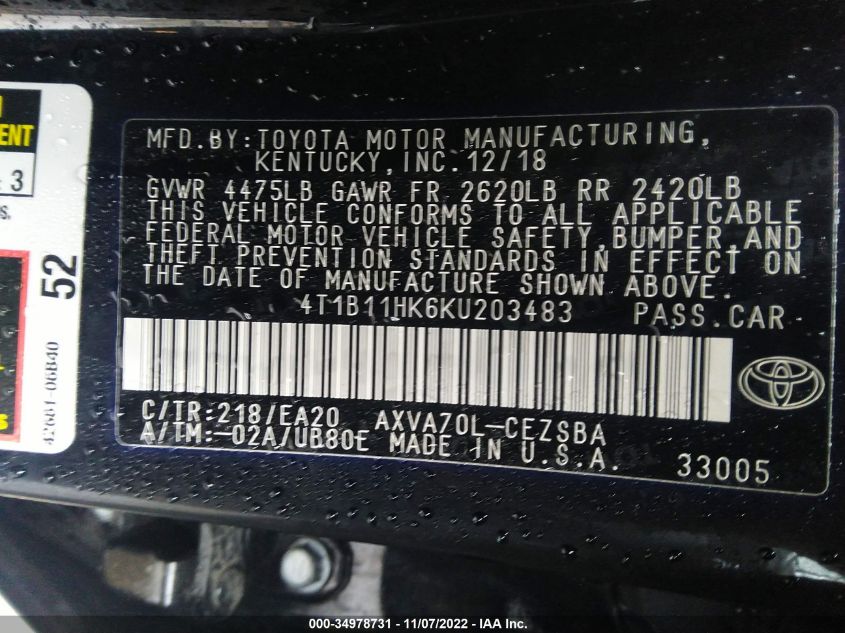 MFD.BY:TOYOTA MOTOR MANUFACTURING,
KENTUCKY,INC.12/18
GVWR 4475LB GAWR FR 2620LB RR 2420LB
THIS VEHICLE CONFORMS TO ALL APPLICABLE
FEDERAL MOTOR VEHICLE SAFETY,BUMPER,AND
THEFT PREVENTION STANDARDS IN EFFECT ON
THE DATE OF MANUFACTURE SHOWN ABOVE.
4T1B11HK6KU203483 PASS.CAR
C/TR:218/EA20 AXVA70L-CEZSBA
A/TM:-02A/UB80E MADE IN U.S.A.
33005
3
52
42661-06B40
000-34978731 - 11/07/2022 - IAA Inc.